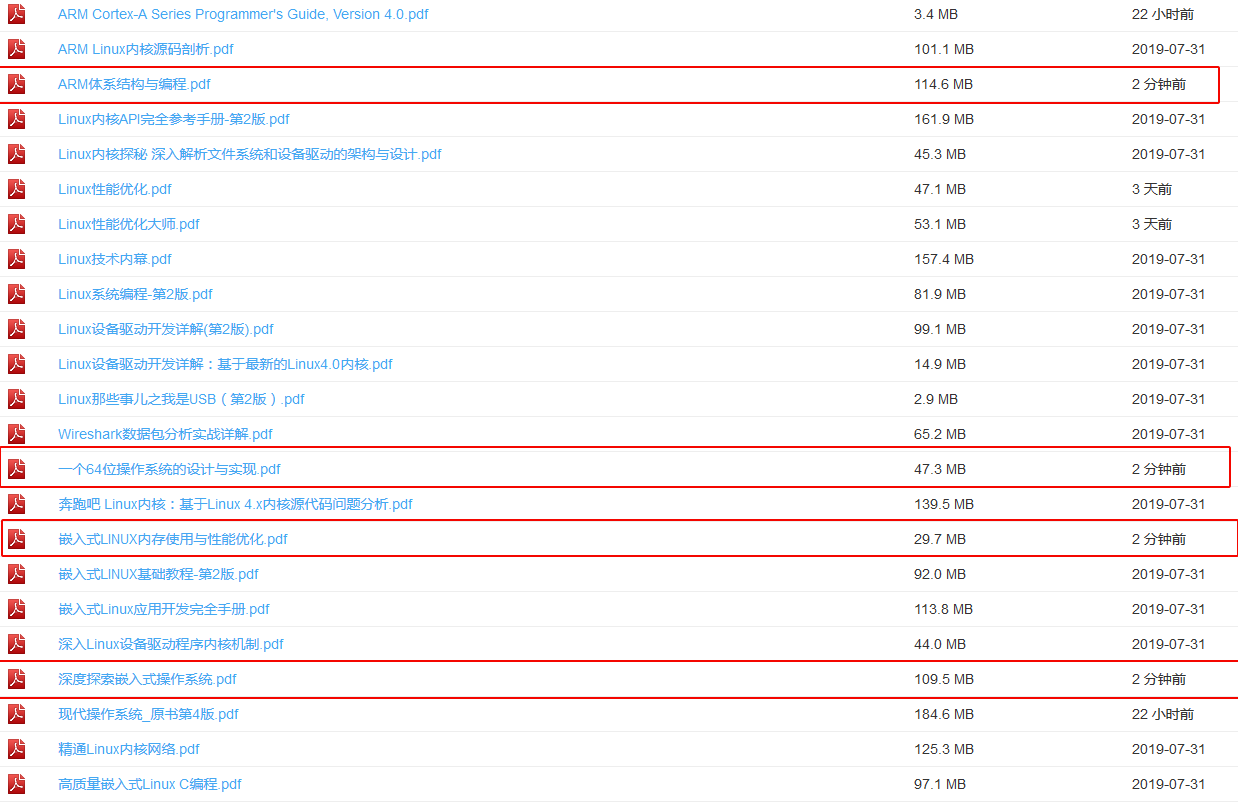 ARM Cortex-A Series Programmer's Guide, Version 4.0.pdf 3.4 MB 22 小时前
ARM Linux内核源码剖析.pdf 101.1 MB 2019-07-31
ARM体系结构与编程.pdf 114.6 MB 2 分钟前
Linux内核API完全参考手册-第2版.pdf 161.9 MB 2019-07-31
Linux内核探秘 深入解析文件系统和设备驱动的架构与设计.pdf 45.3 MB 2019-07-31
Linux性能优化.pdf 47.1 MB 3 天前
Linux性能优化大师.pdf 53.1 MB 3 天前
Linux技术内幕.pdf 157.4 MB 2019-07-31
Linux系统编程-第2版.pdf 81.9 MB 2019-07-31
Linux设备驱动开发详解(第2版).pdf 99.1 MB 2019-07-31
Linux设备驱动开发详解：基于最新的Linux4.0内核.pdf 14.9 MB 2019-07-31
Linux那些事儿之我是USB（第2版）.pdf 2.9 MB 2019-07-31
Wireshark数据包分析实战详解.pdf 65.2 MB 2019-07-31
一个64位操作系统的设计与实现.pdf 47.3 MB 2 分钟前
奔跑吧 Linux内核：基于Linux 4.x内核源代码问题分析.pdf 139.5 MB 2019-07-31
嵌入式LINUX内存使用与性能优化.pdf 29.7 MB 2 分钟前
嵌入式LINUX基础教程-第2版.pdf 92.0 MB 2019-07-31
嵌入式Linux应用开发完全手册.pdf 113.8 MB 2019-07-31
深入Linux设备驱动程序内核机制.pdf 44.0 MB 2019-07-31
深度探索嵌入式操作系统.pdf 109.5 MB 2 分钟前
现代操作系统_原书第4版.pdf 184.6 MB 22 小时前
精通Linux内核网络.pdf 125.3 MB 2019-07-31
高质量嵌入式Linux C编程.pdf 97.1 MB 2019-07-31